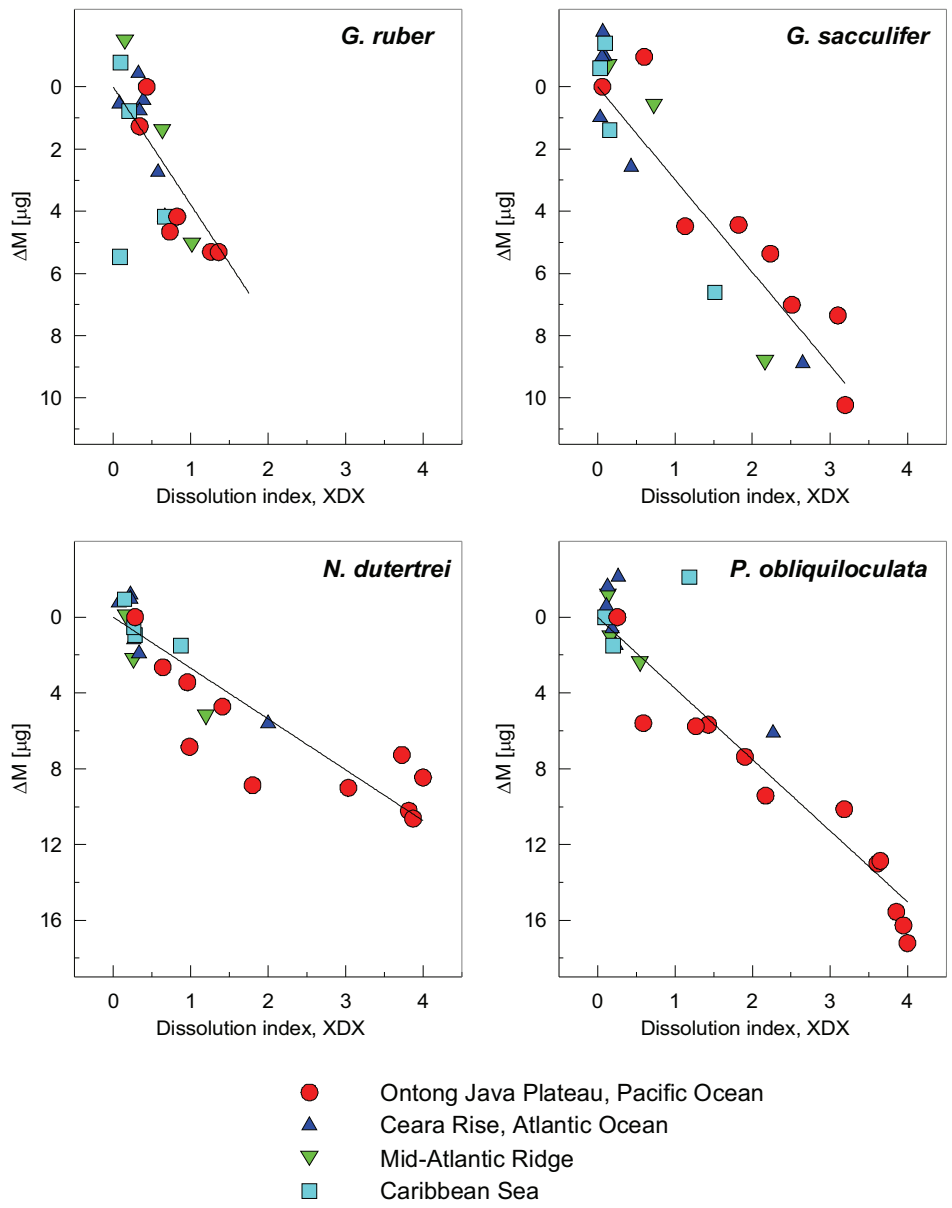 G. ruber
0
2
4
6
8
10
ΔM [µg]
0 1 2 3 4
Dissolution index, XDX
G. sacculifer
0
2
4
6
8
10
ΔM [µg]
0 1 2 3 4
Dissolution index, XDX
N. dutertrei
0
4
8
12
16
ΔM [µg]
0 1 2 3 4
Dissolution index, XDX
P. obliquiloculata
0
4
8
12
16
ΔM [µg]
0 1 2 3 4
Dissolution index, XDX
Ontong Java Plateau, Pacific Ocean
Ceara Rise, Atlantic Ocean
Mid-Atlantic Ridge
Caribbean Sea